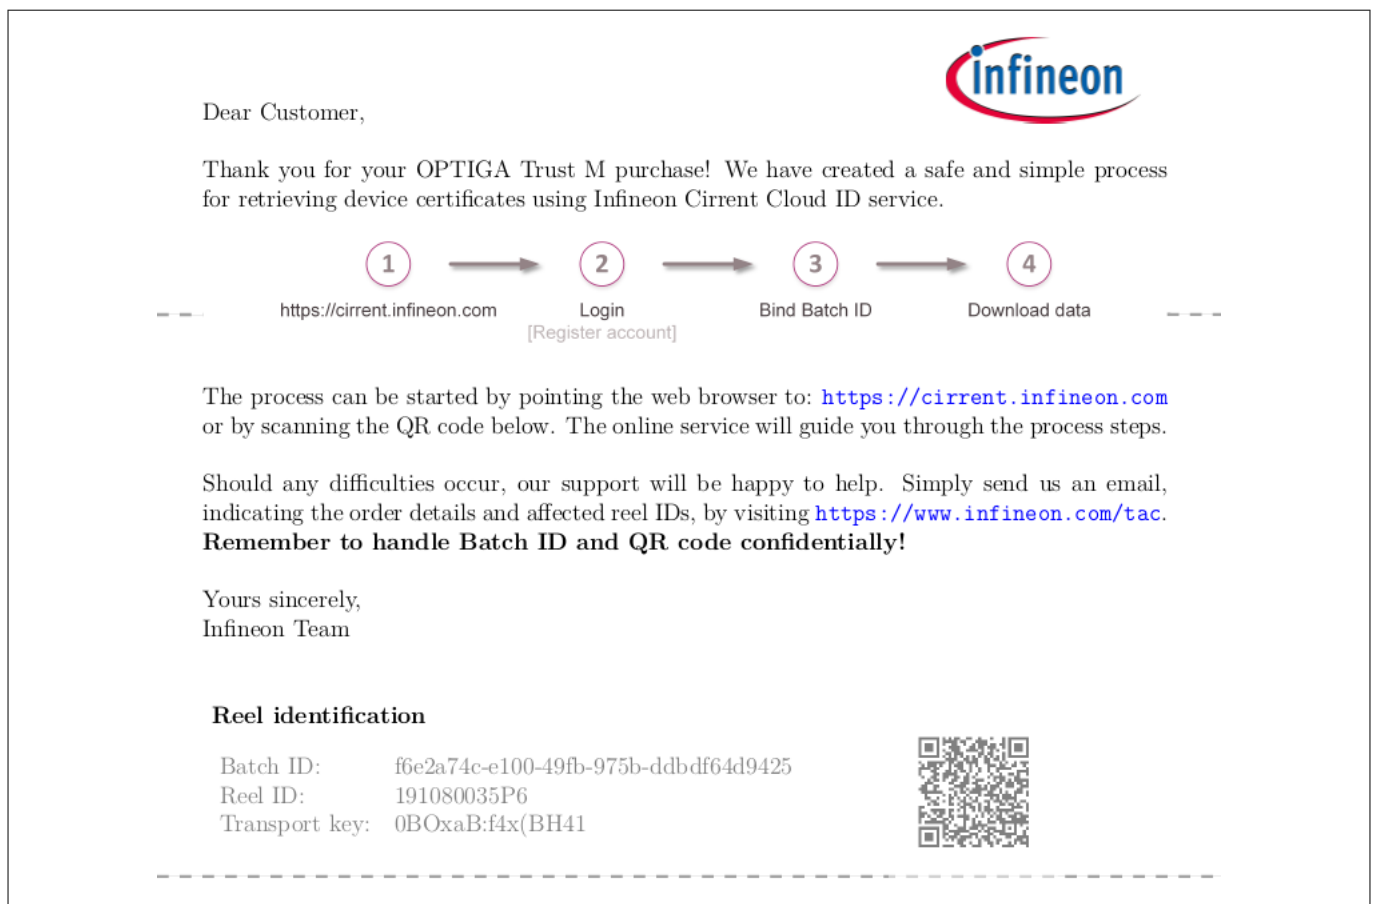 infineon
Dear Customer,
Thank you for your OPTIGA Trust M purchase! We have created a safe and simple process
for retrieving device certificates using Infineon Cirrent Cloud ID service.
1 2 3 4
https://cirrent.infineon.com Login Bind Batch ID Download data
[Register account]
The process can be started by pointing the web browser to: https://cirrent.infineon.com
or by scanning the QR code below. The online service will guide you through the process steps.
Should any difficulties occur, our support will be happy to help. Simply send us an email,
indicating the order details and affected reel IDs, by visiting https://www.infineon.com/tac.
Remember to handle Batch ID and QR code confidentially!
Yours sincerely,
Infineon Team
Reel identification
Batch ID: f6e2a74c-e100-49fb-975b-ddbdf64d9425
Reel ID: 191080035P6
Transport key: 0BOxaB:f4x(BH41